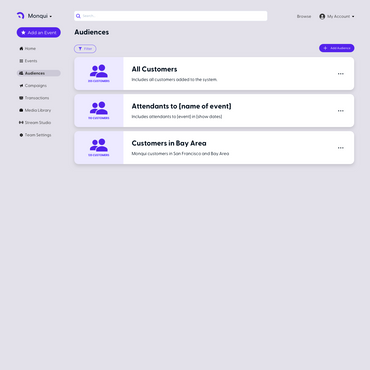 Monqui
Search
Browse
My Account
Add an Event
Audiences
Filter
Add Audience
Home
Events
Audiences
Campaigns
Transactions
Media Library
Stream Studio
Team Settings
All Customers
Includes all customers added to the system
CUSTOMERS
Attendants to [name of event]
Includes attendants to [event] in [show dates]
CUSTOMERS
Customers in Bay Area
Monqui customers in San Francisco and Bay Area
CUSTOMERS